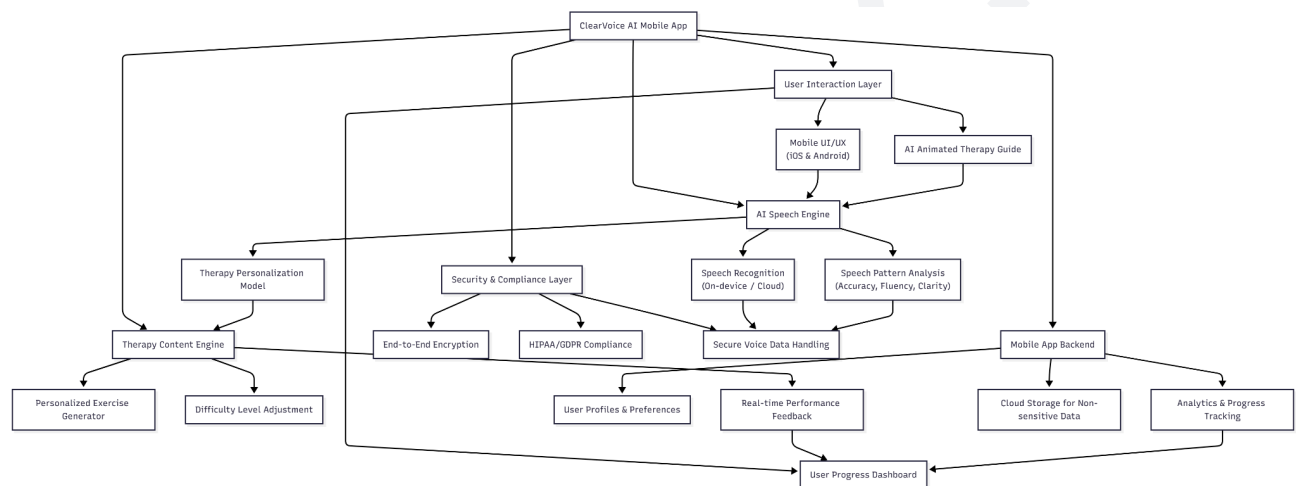 ClearVoice AI Mobile App
User Interaction Layer
Mobile UI/UX
(iOS & Android)
AI Animated Therapy Guide
AI Speech Engine
Therapy Personalization
Model
Security & Compliance Layer
Speech Recognition
(On-device / Cloud)
Speech Pattern Analysis
(Accuracy, Fluency, Clarity)
Therapy Content Engine
End-to-End Encryption
HIPAA/GDPR Compliance
Secure Voice Data Handling
Mobile App Backend
Personalized Exercise
Generator
Difficulty Level Adjustment
User Profiles & Preferences
Real-time Performance
Feedback
Cloud Storage for Non-
sensitive Data
Analytics & Progress
Tracking
User Progress Dashboard